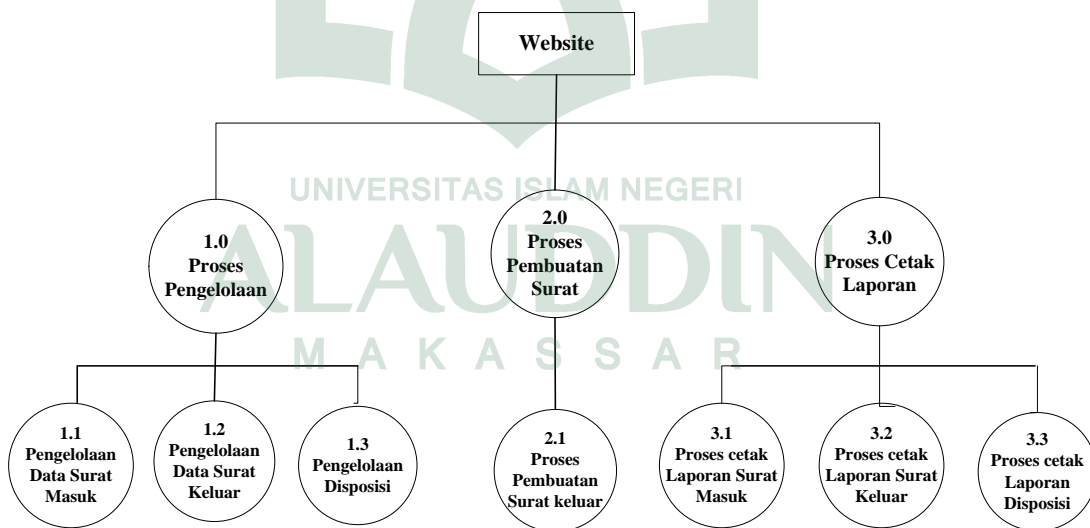 Website
UNIVERSITAS ISLAM NEGERI
ALAUDDIN
MAKASSAR
1.0
Proses
Pengelolaan
2.0
Proses
Pembuatan
Surat
3.0
Proses Cetak
Laporan
1.1
Pengelolaan
Data Surat
Masuk
1.2
Pengelolaan
Data Surat
Keluar
1.3
Pengelolaan
Disposisi
2.1
Proses
Pembuatan
Surat keluar
3.1
Proses cetak
Laporan Surat
Masuk
3.2
Proses cetak
Laporan Surat
Keluar
3.3
Proses cetak
Laporan
Disposisi